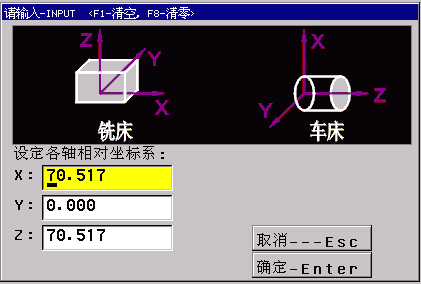 请输入-INPUT <F1-清空, F8-清零>
Z
Y
X
铣床
X
Z
Y
车床
设定各轴相对坐标系：
X: 70.517
Y: 0.000
Z: 70.517
取消---Esc
确定-Enter